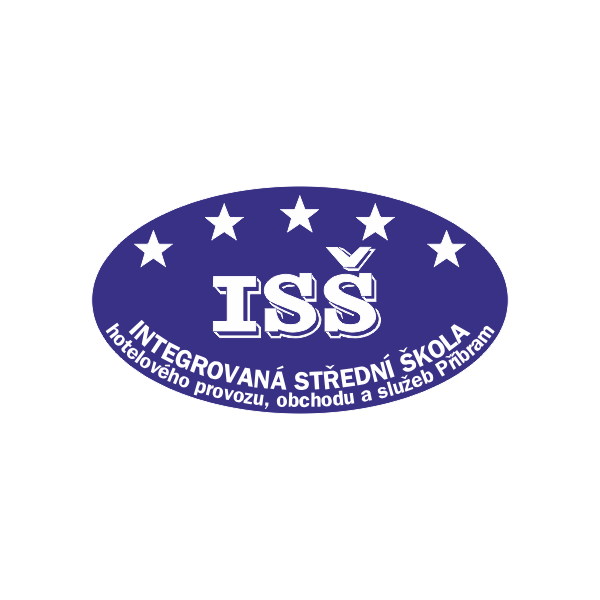 ISŠ
INTEGROVANÁ STŘEDNÍ ŠKOLA
hotelového provozu, obchodu a služeb Příbram